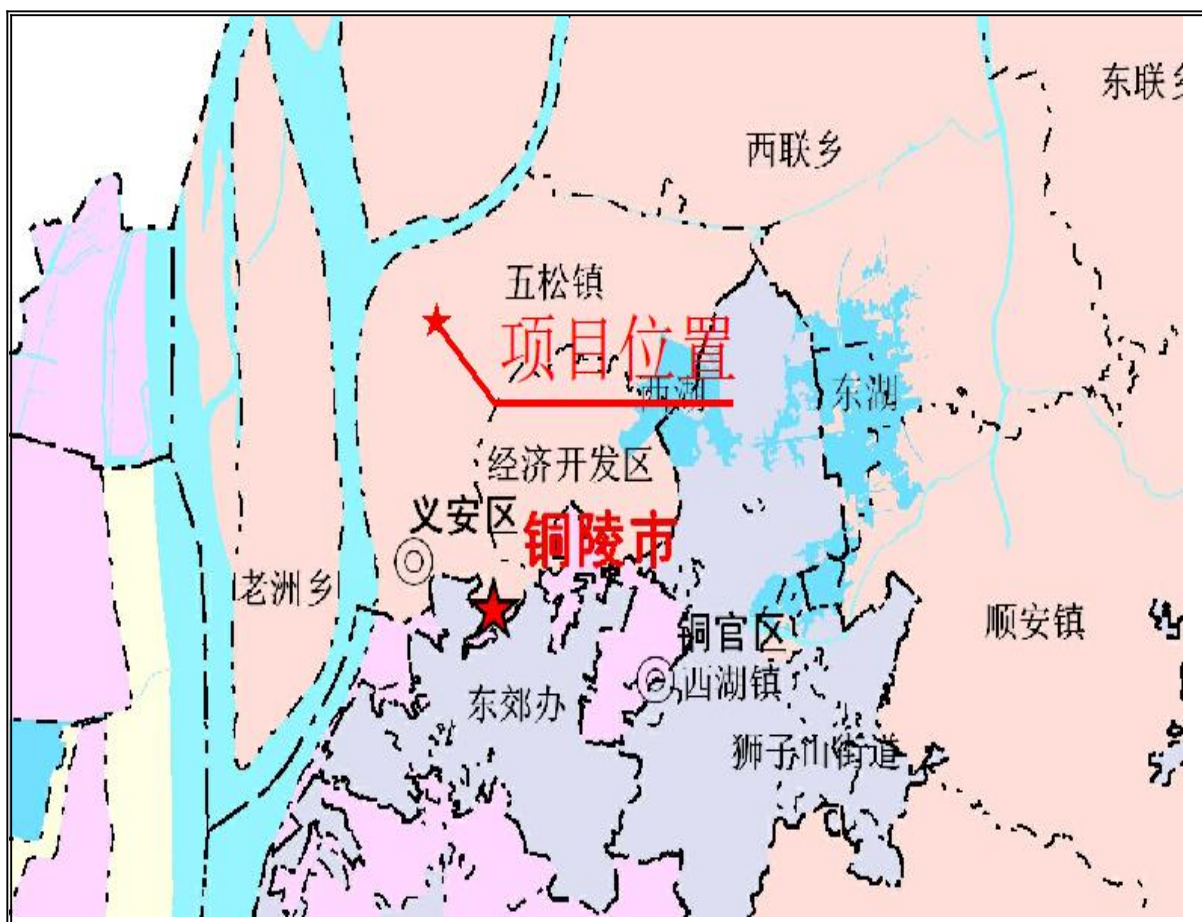 东联乡
西联乡
五松镇
项目位置
西湖
东湖
经济开发区
义安区
铜陵市
老洲乡
铜官区
顺安镇
西湖镇
东郊办
狮子山街道